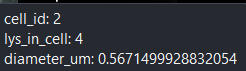 cell_id: 2
lys_in_cell: 4
diameter_um: 0.5671499928832054